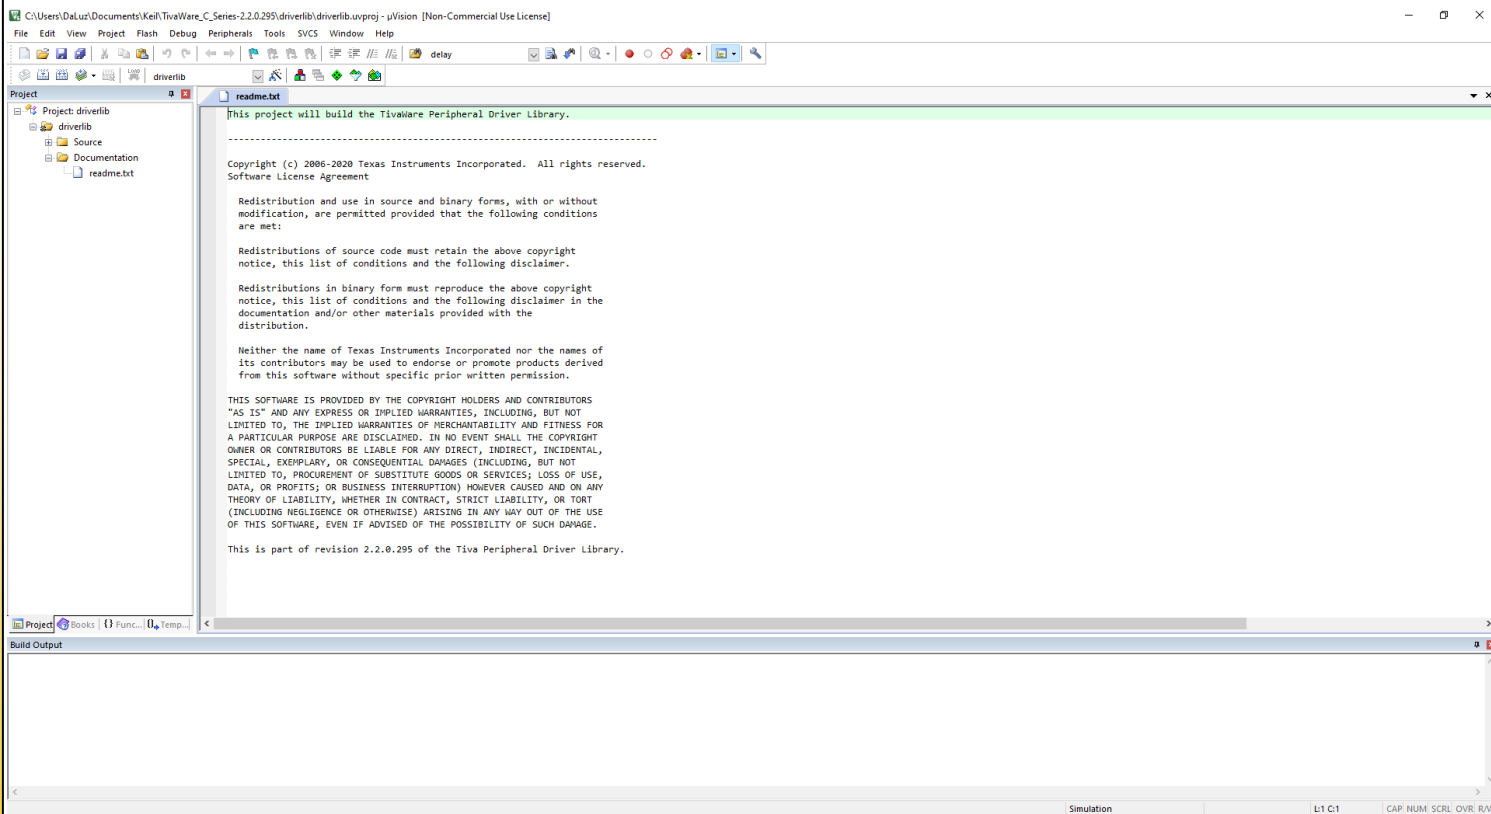 C:\Users\DaLuz\Documents\Keil\TivaWare_C_Series-2.2.0.295\driverlib\driverlib.uvproj - µVision [Non-Commercial Use License]
File Edit View Project Flash Debug Peripherals Tools SVCS Window Help
delay
LOAD driverlib
Project
readme.txt
Project: driverlib
driverlib
Source
Documentation
readme.txt
This project will build the TivaWare Peripheral Driver Library.
-------------------------------------------------------------------------------
Copyright (c) 2006-2020 Texas Instruments Incorporated.  All rights reserved.
Software License Agreement
Redistribution and use in source and binary forms, with or without
modification, are permitted provided that the following conditions
are met:
Redistributions of source code must retain the above copyright
notice, this list of conditions and the following disclaimer.
Redistributions in binary form must reproduce the above copyright
notice, this list of conditions and the following disclaimer in the
documentation and/or other materials provided with the
distribution.
Neither the name of Texas Instruments Incorporated nor the names of
its contributors may be used to endorse or promote products derived
from this software without specific prior written permission.
THIS SOFTWARE IS PROVIDED BY THE COPYRIGHT HOLDERS AND CONTRIBUTORS
"AS IS" AND ANY EXPRESS OR IMPLIED WARRANTIES, INCLUDING, BUT NOT
LIMITED TO, THE IMPLIED WARRANTIES OF MERCHANTABILITY AND FITNESS FOR
A PARTICULAR PURPOSE ARE DISCLAIMED. IN NO EVENT SHALL THE COPYRIGHT
OWNER OR CONTRIBUTORS BE LIABLE FOR ANY DIRECT, INDIRECT, INCIDENTAL,
SPECIAL, EXEMPLARY, OR CONSEQUENTIAL DAMAGES (INCLUDING, BUT NOT
LIMITED TO, PROCUREMENT OF SUBSTITUTE GOODS OR SERVICES; LOSS OF USE,
DATA, OR PROFITS; OR BUSINESS INTERRUPTION) HOWEVER CAUSED AND ON ANY
THEORY OF LIABILITY, WHETHER IN CONTRACT, STRICT LIABILITY, OR TORT
(INCLUDING NEGLIGENCE OR OTHERWISE) ARISING IN ANY WAY OUT OF THE USE
OF THIS SOFTWARE, EVEN IF ADVISED OF THE POSSIBILITY OF SUCH DAMAGE.
This is part of revision 2.2.0.295 of the Tiva Peripheral Driver Library.
Project Books {} Func... Temp...
Build Output
Simulation L:1 C:1 CAP NUM SCRL OVR R/W